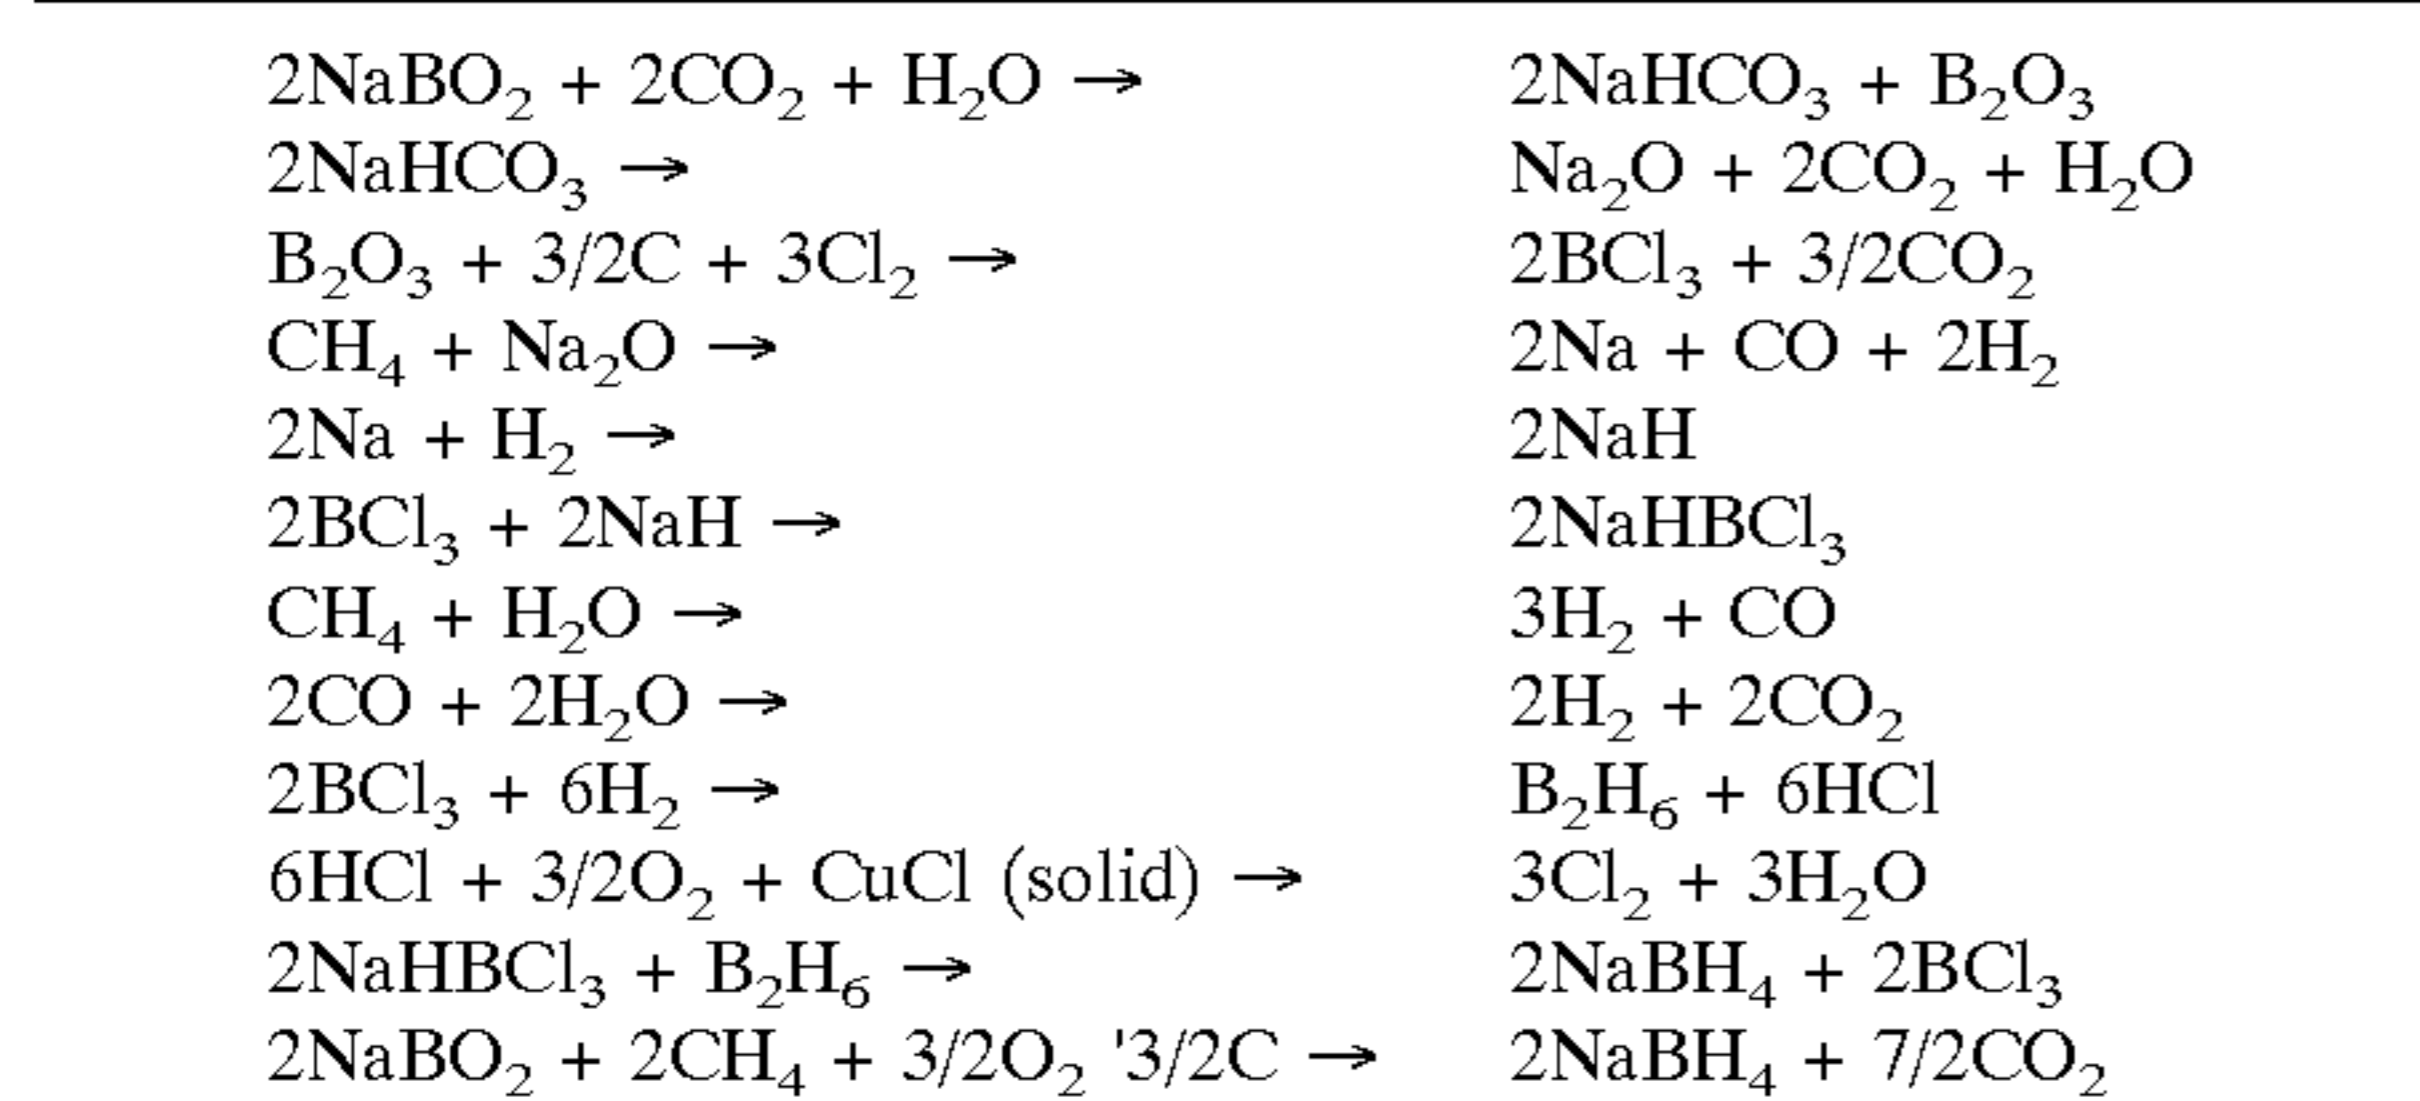 2NaBO₂ + 2CO₂ + H₂O → 2NaHCO₃ + B₂O₃
2NaHCO₃ → Na₂O + 2CO₂ + H₂O
B₂O₃ + 3/2C + 3Cl₂ → 2BCl₃ + 3/2CO₂
CH₄ + Na₂O → 2Na + CO + 2H₂
2Na + H₂ → 2NaH
2BCl₃ + 2NaH → 2NaHBCl₃
CH₄ + H₂O → 3H₂ + CO
2CO + 2H₂O → 2H₂ + 2CO₂
2BCl₃ + 6H₂ → B₂H₆ + 6HCl
6HCl + 3/2O₂ + CuCl (solid) → 3Cl₂ + 3H₂O
2NaHBCl₃ + B₂H₆ → 2NaBH₄ + 2BCl₃
2NaBO₂ + 2CH₄ + 3/2O₂ '3/2C → 2NaBH₄ + 7/2CO₂